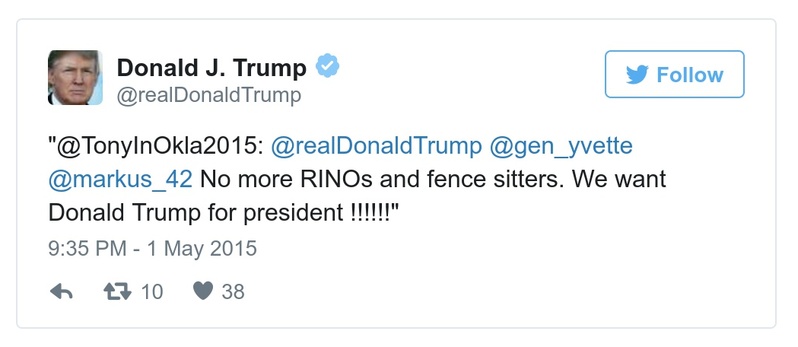 Donald J. Trump
@realDonaldTrump
Follow
"@TonyInOkla2015: @realDonaldTrump @gen_yvette
@markus_42 No more RINOs and fence sitters. We want
Donald Trump for president !!!!!!"
9:35 PM - 1 May 2015
10 38